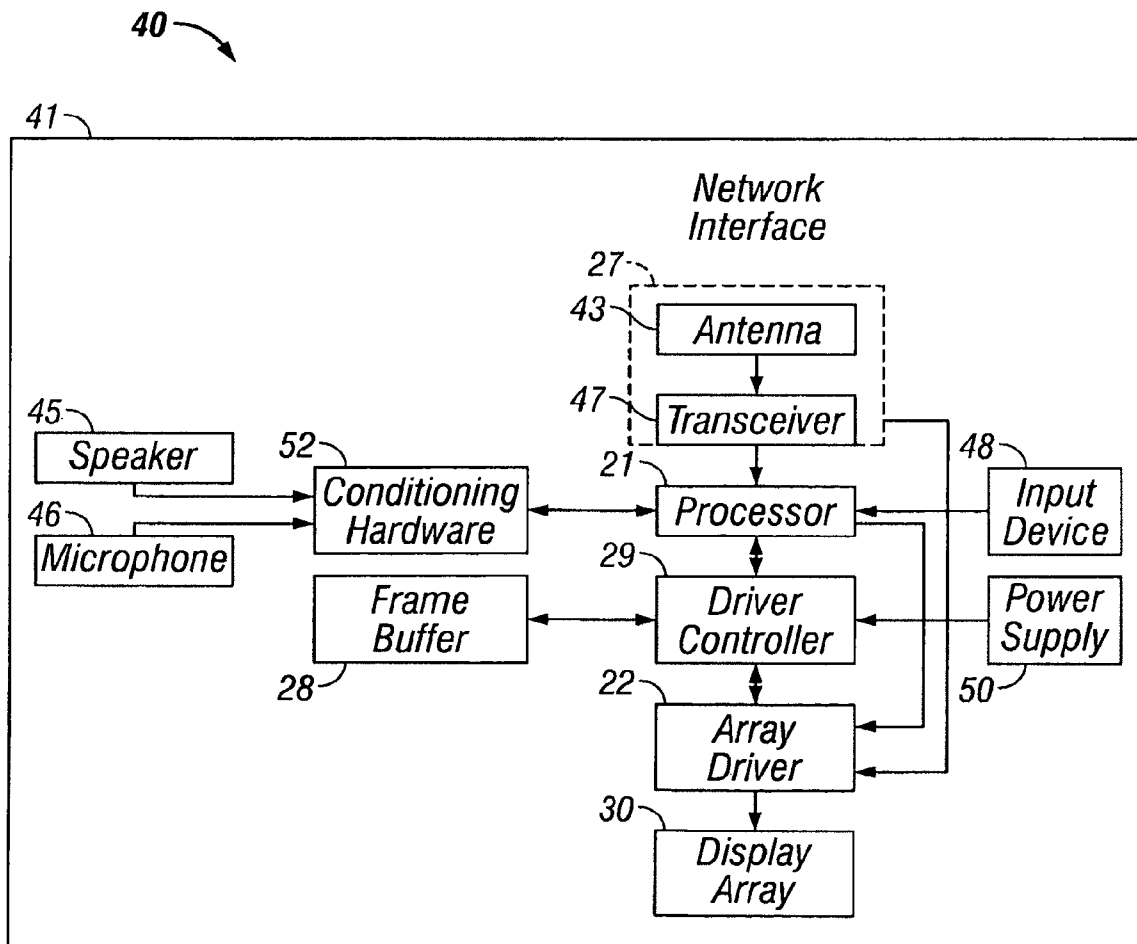 40
41
Network
Interface
27
43
Antenna
47
Transceiver
45
Speaker
52
Conditioning
Hardware
46
Microphone
21
Processor
48
Input
Device
29
Driver
Controller
Frame
Buffer
28
Power
Supply
50
22
Array
Driver
30
Display
Array